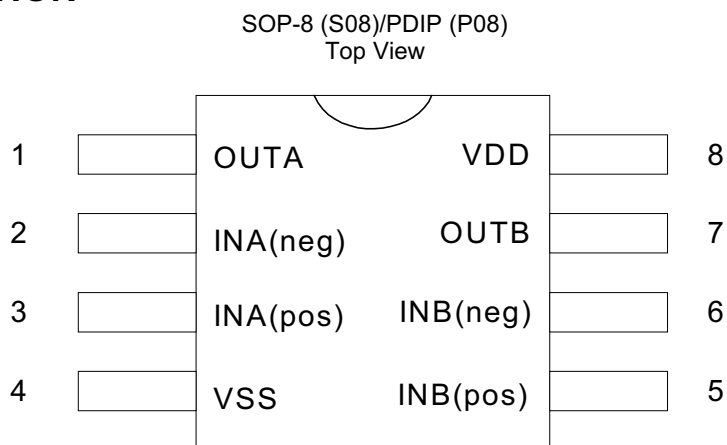 SOP-8 (S08)/PDIP (P08)
Top View
1 OUTA VDD 8
2 INA(neg) OUTB 7
3 INA(pos) INB(neg) 6
4 VSS INB(pos) 5